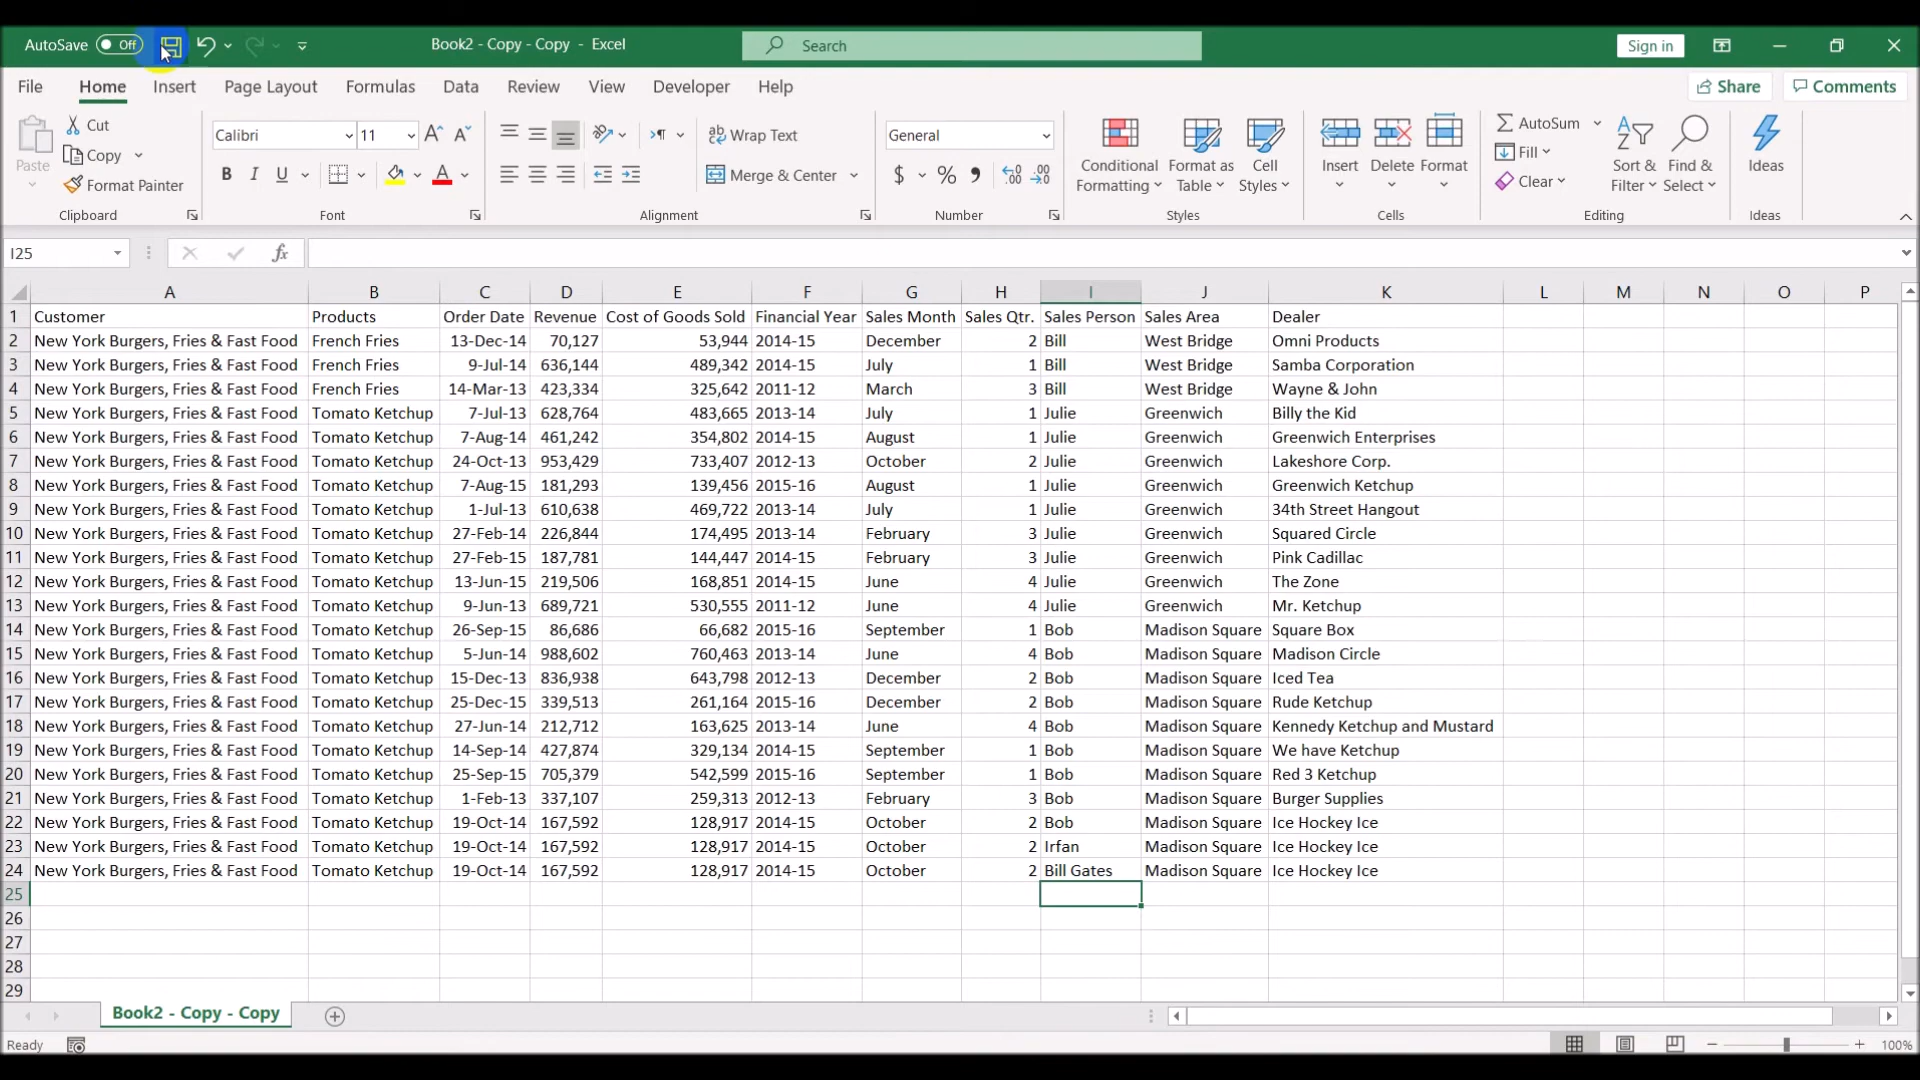 AutoSave Off Book2 - Copy - Copy - Excel Search Sign in
File Home Insert Page Layout Formulas Data Review View Developer Help Share Comments
Paste Cut Copy Format Painter Clipboard
Calibri 11 B I U A Font
ab Wrap Text Merge & Center Alignment
General $ % , .00 Number
Conditional Formatting Format as Table Cell Styles Styles
Insert Delete Format Cells
AutoSum Fill Clear Sort & Filter Find & Select Editing
Ideas Ideas
I25 fx
A B C D E F G H I J K L M N O P
1 Customer Products Order Date Revenue Cost of Goods Sold Financial Year Sales Month Sales Qtr. Sales Person Sales Area Dealer
2 New York Burgers, Fries & Fast Food French Fries 13-Dec-14 70,127 53,944 2014-15 December 2 Bill West Bridge Omni Products
3 New York Burgers, Fries & Fast Food French Fries 9-Jul-14 636,144 489,342 2014-15 July 1 Bill West Bridge Samba Corporation
4 New York Burgers, Fries & Fast Food French Fries 14-Mar-13 423,334 325,642 2011-12 March 3 Bill West Bridge Wayne & John
5 New York Burgers, Fries & Fast Food Tomato Ketchup 7-Jul-13 628,764 483,665 2013-14 July 1 Julie Greenwich Billy the Kid
6 New York Burgers, Fries & Fast Food Tomato Ketchup 7-Aug-14 461,242 354,802 2014-15 August 1 Julie Greenwich Greenwich Enterprises
7 New York Burgers, Fries & Fast Food Tomato Ketchup 24-Oct-13 953,429 733,407 2012-13 October 2 Julie Greenwich Lakeshore Corp.
8 New York Burgers, Fries & Fast Food Tomato Ketchup 7-Aug-15 181,293 139,456 2015-16 August 1 Julie Greenwich Greenwich Ketchup
9 New York Burgers, Fries & Fast Food Tomato Ketchup 1-Jul-13 610,638 469,722 2013-14 July 1 Julie Greenwich 34th Street Hangout
10 New York Burgers, Fries & Fast Food Tomato Ketchup 27-Feb-14 226,844 174,495 2013-14 February 3 Julie Greenwich Squared Circle
11 New York Burgers, Fries & Fast Food Tomato Ketchup 27-Feb-15 187,781 144,447 2014-15 February 3 Julie Greenwich Pink Cadillac
12 New York Burgers, Fries & Fast Food Tomato Ketchup 13-Jun-15 219,506 168,851 2014-15 June 4 Julie Greenwich The Zone
13 New York Burgers, Fries & Fast Food Tomato Ketchup 9-Jun-13 689,721 530,555 2011-12 June 4 Julie Greenwich Mr. Ketchup
14 New York Burgers, Fries & Fast Food Tomato Ketchup 26-Sep-15 86,686 66,682 2015-16 September 1 Bob Madison Square Square Box
15 New York Burgers, Fries & Fast Food Tomato Ketchup 5-Jun-14 988,602 760,463 2013-14 June 4 Bob Madison Square Madison Circle
16 New York Burgers, Fries & Fast Food Tomato Ketchup 15-Dec-13 836,938 643,798 2012-13 December 2 Bob Madison Square Iced Tea
17 New York Burgers, Fries & Fast Food Tomato Ketchup 25-Dec-15 339,513 261,164 2015-16 December 2 Bob Madison Square Rude Ketchup
18 New York Burgers, Fries & Fast Food Tomato Ketchup 27-Jun-14 212,712 163,625 2013-14 June 4 Bob Madison Square Kennedy Ketchup and Mustard
19 New York Burgers, Fries & Fast Food Tomato Ketchup 14-Sep-14 427,874 329,134 2014-15 September 1 Bob Madison Square We have Ketchup
20 New York Burgers, Fries & Fast Food Tomato Ketchup 25-Sep-15 705,379 542,599 2015-16 September 1 Bob Madison Square Red 3 Ketchup
21 New York Burgers, Fries & Fast Food Tomato Ketchup 1-Feb-13 337,107 259,313 2012-13 February 3 Bob Madison Square Burger Supplies
22 New York Burgers, Fries & Fast Food Tomato Ketchup 19-Oct-14 167,592 128,917 2014-15 October 2 Bob Madison Square Ice Hockey Ice
23 New York Burgers, Fries & Fast Food Tomato Ketchup 19-Oct-14 167,592 128,917 2014-15 October 2 Irfan Madison Square Ice Hockey Ice
24 New York Burgers, Fries & Fast Food Tomato Ketchup 19-Oct-14 167,592 128,917 2014-15 October 2 Bill Gates Madison Square Ice Hockey Ice
25
26
27
28
29
Book2 - Copy - Copy
Ready 100%